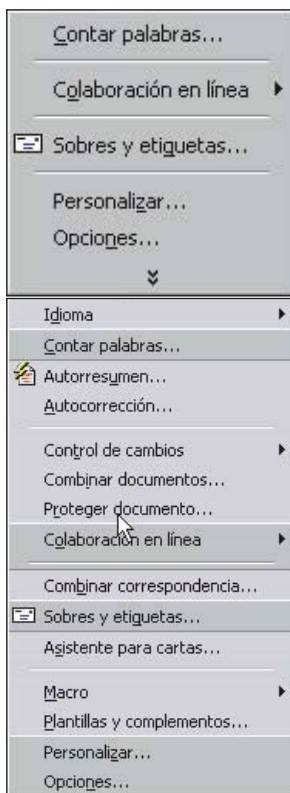 Contar palabras...
Colaboración en línea
Sobres y etiquetas...
Personalizar...
Opciones...
Idioma
Contar palabras...
Autorresumen...
Autocorrección...
Control de cambios
Combinar documentos...
Proteger documento...
Colaboración en línea
Combinar correspondencia...
Sobres y etiquetas...
Asistente para cartas...
Macro
Plantillas y complementos...
Personalizar...
Opciones...